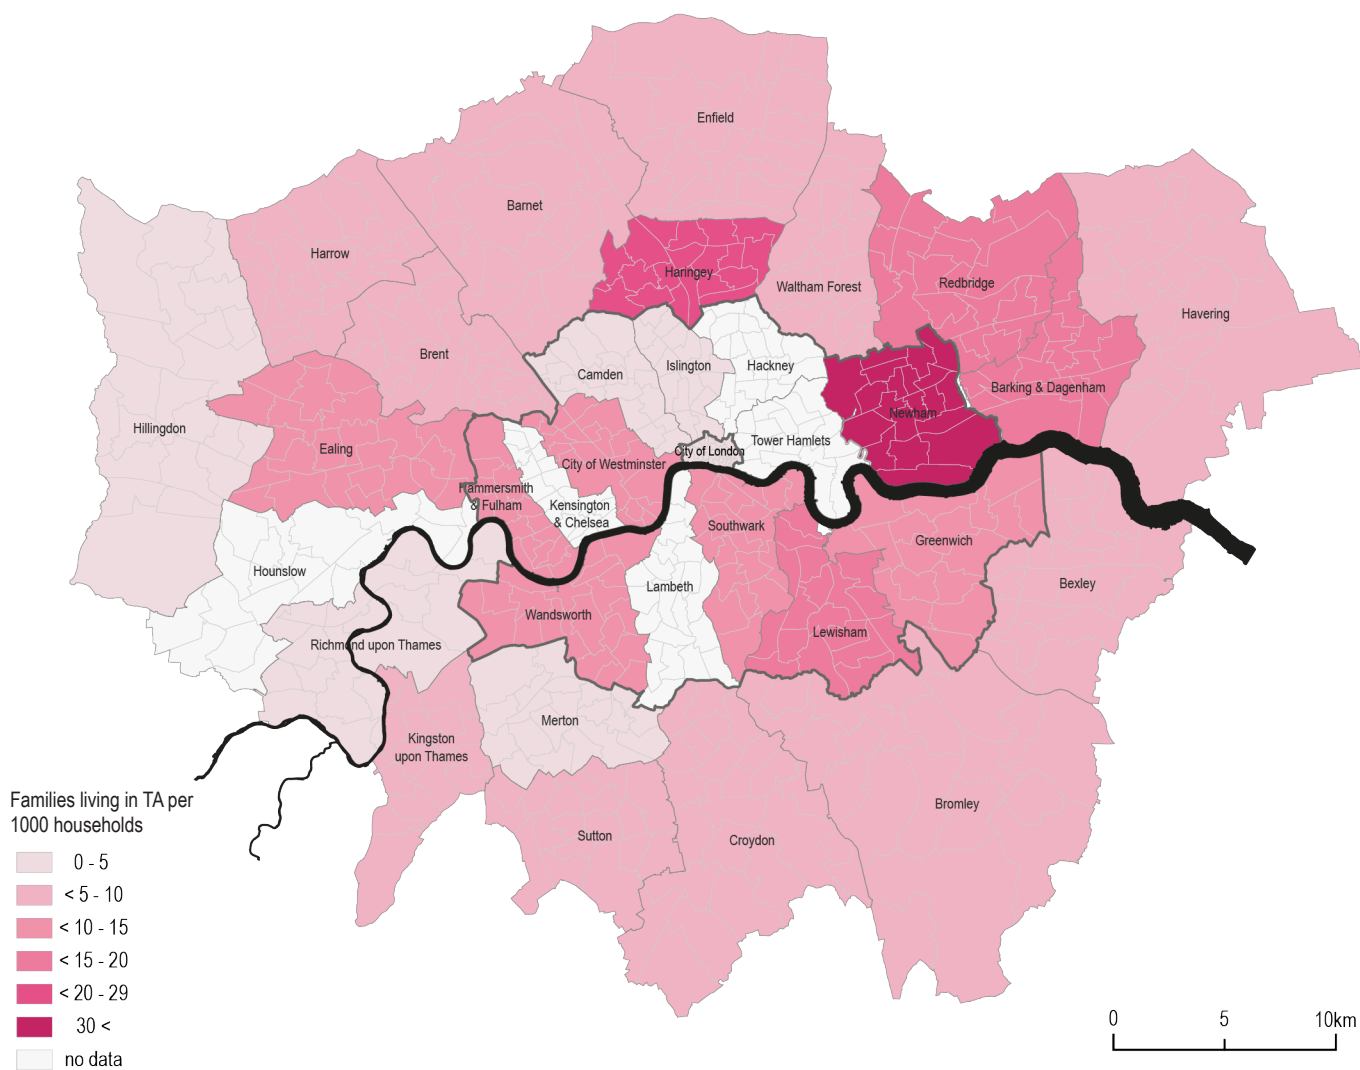 Enfield
Barnet
Harrow
Haringey
Waltham Forest
Redbridge
Havering
Brent
Camden
Islington
Hackney
Barking & Dagenham
Newham
Hillingdon
Ealing
Tower Hamlets
City of London
City of Westminster
Hammersmith
& Fulham
Kensington
& Chelsea
Southwark
Greenwich
Hounslow
Lambeth
Bexley
Wandsworth
Lewisham
Richmond upon Thames
Merton
Kingston
upon Thames
Bromley
Sutton
Croydon
Families living in TA per
1000 households
0 - 5
< 5 - 10
< 10 - 15
< 15 - 20
< 20 - 29
30 <
no data
0 5 10km